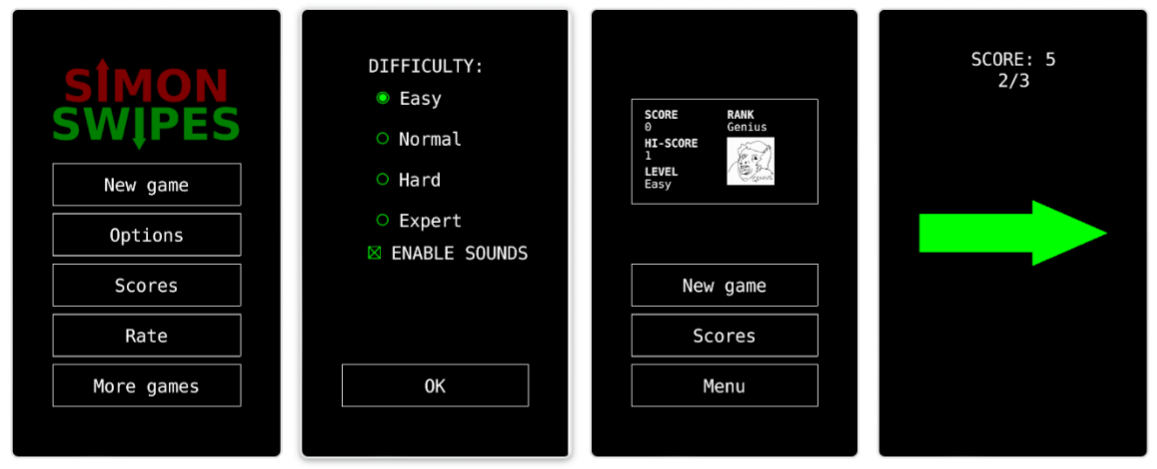 SIMON
SWIPES
New game
Options
Scores
Rate
More games
DIFFICULTY:
Easy
Normal
Hard
Expert
ENABLE SOUNDS
OK
SCORE
0
HI-SCORE
1
LEVEL
Easy
RANK
Genius
New game
Scores
Menu
SCORE: 5
2/3